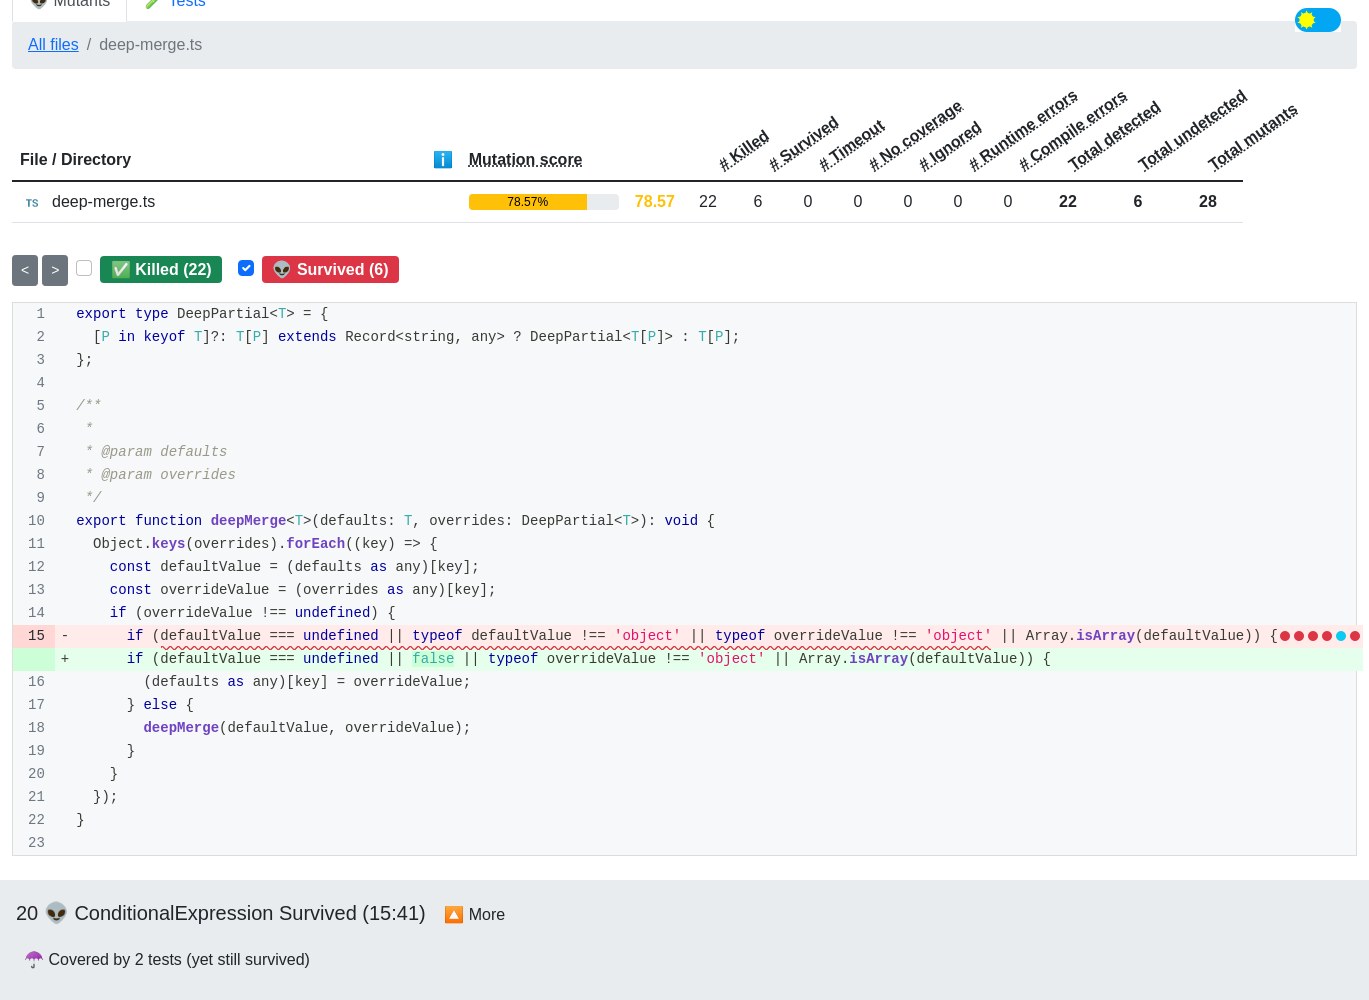 👽 Mutants 🧪 Tests
All files / deep-merge.ts
File / Directory ℹ️ Mutation score # Killed # Survived # Timeout # No coverage # Ignored # Runtime errors # Compile errors Total detected Total undetected Total mutants
TS deep-merge.ts 78.57% 78.57 22 6 0 0 0 0 0 22 6 28
< > ✅ Killed (22) 👽 Survived (6)
1 export type DeepPartial<T> = {
2   [P in keyof T]?: T[P] extends Record<string, any> ? DeepPartial<T[P]> : T[P];
3 };
4
5 /**
6  *
7  * @param defaults
8  * @param overrides
9  */
10 export function deepMerge<T>(defaults: T, overrides: DeepPartial<T>): void {
11   Object.keys(overrides).forEach((key) => {
12     const defaultValue = (defaults as any)[key];
13     const overrideValue = (overrides as any)[key];
14     if (overrideValue !== undefined) {
15 -       if (defaultValue === undefined || typeof defaultValue !== 'object' || typeof overrideValue !== 'object' || Array.isArray(defaultValue)) {
+       if (defaultValue === undefined || false || typeof overrideValue !== 'object' || Array.isArray(defaultValue)) {
16         (defaults as any)[key] = overrideValue;
17       } else {
18         deepMerge(defaultValue, overrideValue);
19       }
20     }
21   });
22 }
23
20 👽 ConditionalExpression Survived (15:41) 🔼 More
☂️ Covered by 2 tests (yet still survived)